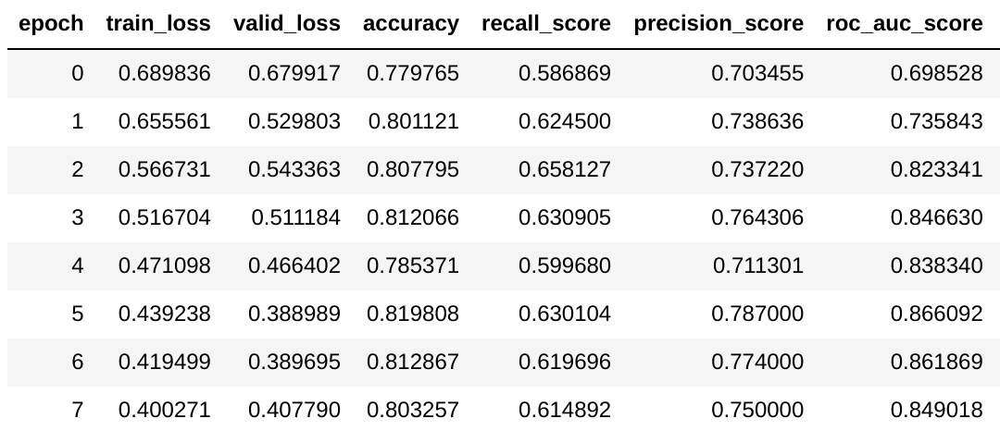 epoch train_loss valid_loss accuracy recall_score precision_score roc_auc_score
0 0.689836 0.679917 0.779765 0.586869 0.703455 0.698528
1 0.655561 0.529803 0.801121 0.624500 0.738636 0.735843
2 0.566731 0.543363 0.807795 0.658127 0.737220 0.823341
3 0.516704 0.511184 0.812066 0.630905 0.764306 0.846630
4 0.471098 0.466402 0.785371 0.599680 0.711301 0.838340
5 0.439238 0.388989 0.819808 0.630104 0.787000 0.866092
6 0.419499 0.389695 0.812867 0.619696 0.774000 0.861869
7 0.400271 0.407790 0.803257 0.614892 0.750000 0.849018